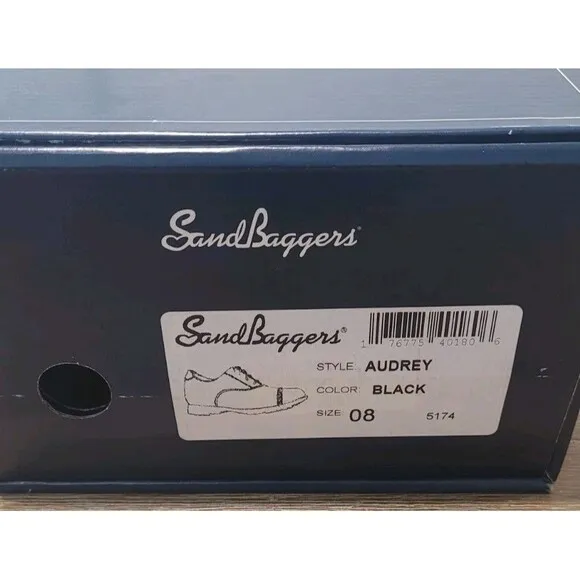 SandBaggers
SandBaggers®
1 76775 40180 6
STYLE AUDREY
COLOR: BLACK
SIZE 08 5174